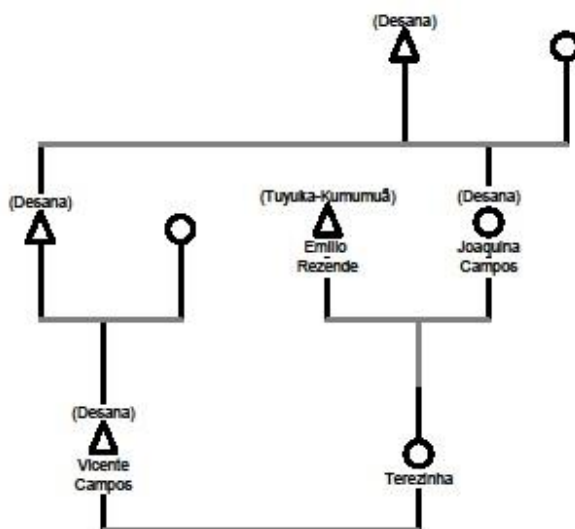 (Desana)
(Desana)
(Tuyuka-Kumumuã)
(Desana)
Emilio
Rezende
Joaquina
Campos
(Desana)
Vicente
Campos
Terezinha